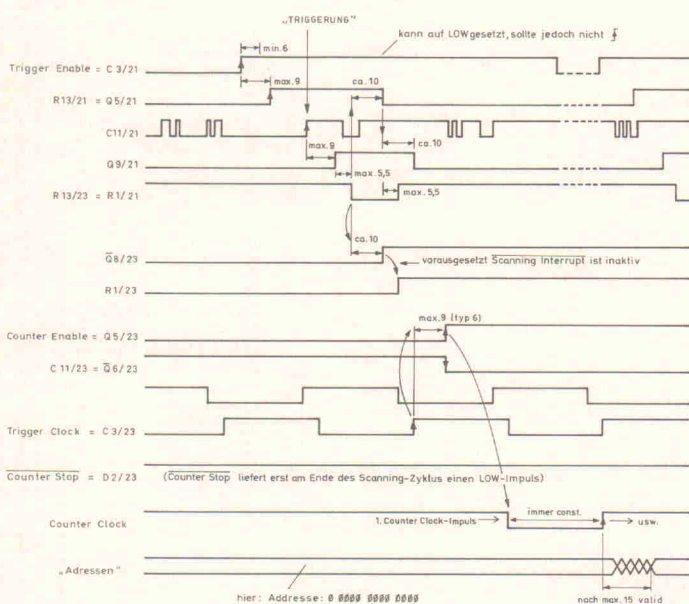 „TRIGGERUNG"
min.6
kann auf LOW gesetzt, sollte jedoch nicht
Trigger Enable = C 3/21
max.9
ca. 10
R13/21 = Q5/21
C11/21
max.9
ca. 10
Q9/21
max. 5,5
max. 5,5
R 13/23 = R1/21
ca. 10
Q̅8/23
vorausgesetzt Scanning Interrupt ist inaktiv
R1/23
max. 9 (typ 6)
Counter Enable = Q5/23
C 11/23 = Q̅6/23
Trigger Clock = C3/23
Counter Stop = D2/23 (Counter Stop liefert erst am Ende des Scanning-Zyklus einen LOW-Impuls)
immer const.
Counter Clock
1. Counter Clock-Impuls
usw.
„Adressen"
hier: Addresse: 0 0000 0000 0000
nach max. 15 valid